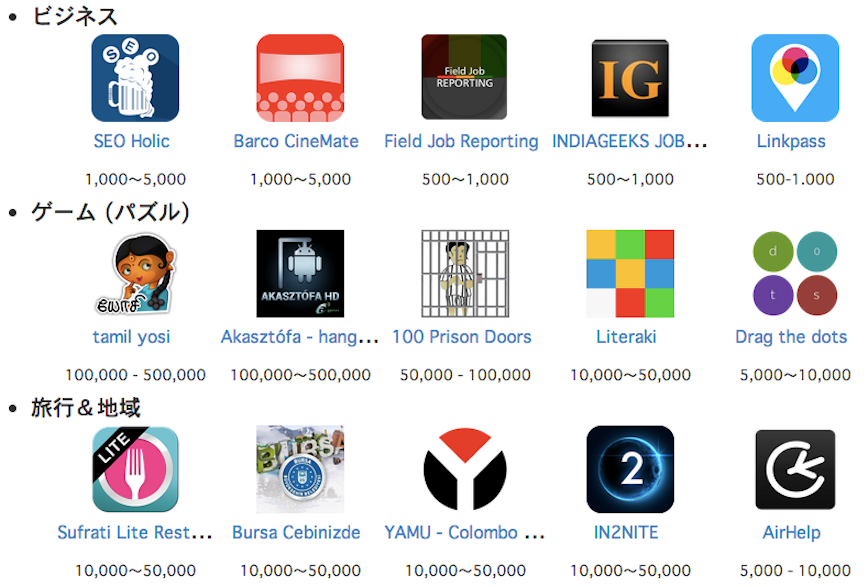 ビジネス
SEO
Field Job
REPORTING
IG
SEO Holic
Barco CineMate
Field Job Reporting
INDIAGEEKS JOB...
Linkpass
1,000〜5,000
1,000〜5,000
500〜1,000
500〜1,000
500-1.000
ゲーム (パズル)
AKASZTÓFA HD
d
o
t
s
tamil yosi
Akasztófa - hang...
100 Prison Doors
Literaki
Drag the dots
100,000 - 500,000
100,000〜500,000
50,000 - 100,000
10,000〜50,000
5,000〜10,000
旅行＆地域
LITE
BURSA
2
Sufrati Lite Rest...
Bursa Cebinizde
YAMU - Colombo ...
IN2NITE
AirHelp
10,000〜50,000
10,000〜50,000
10,000〜50,000
10,000〜50,000
5,000 - 10,000